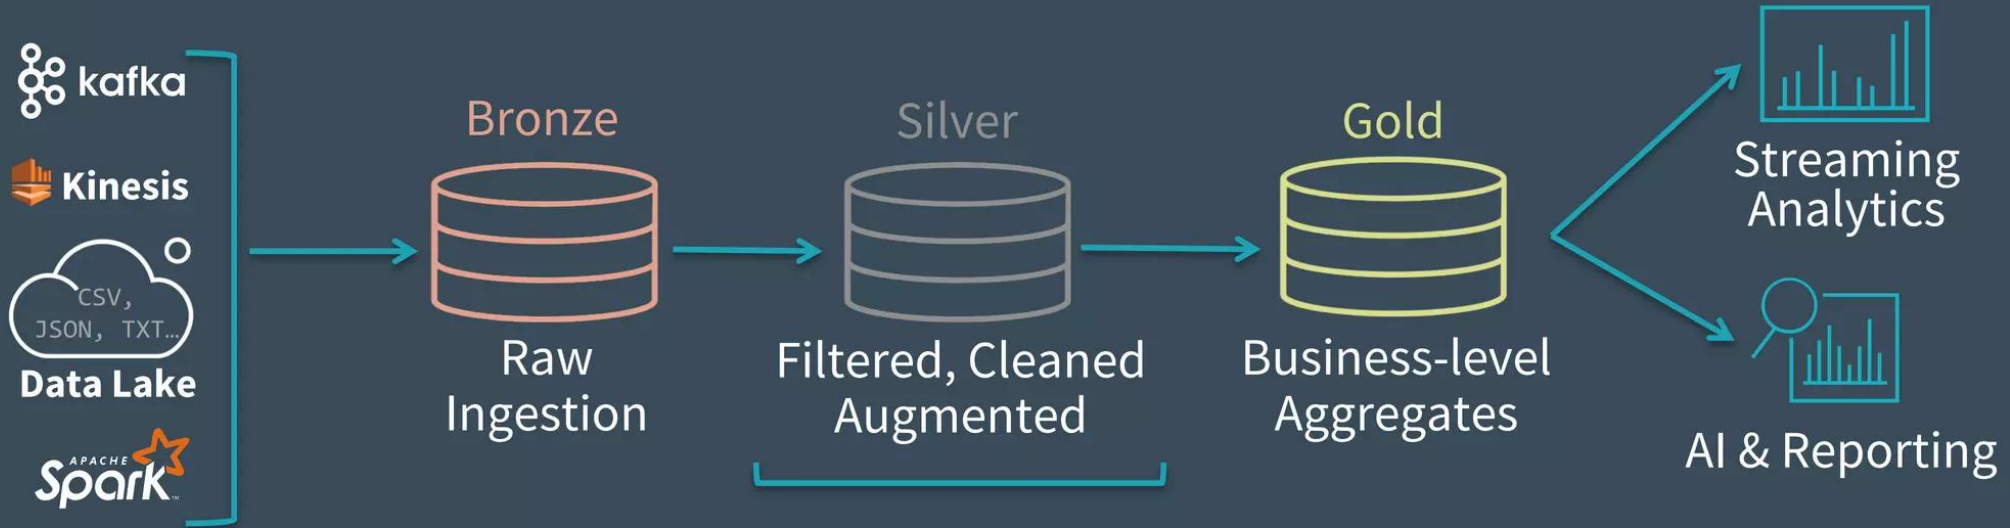 kafka
Kinesis
CSV,
JSON, TXT...
Data Lake
APACHE
Spark™
Bronze
Raw
Ingestion
Silver
Filtered, Cleaned
Augmented
Gold
Business-level
Aggregates
Streaming
Analytics
AI & Reporting